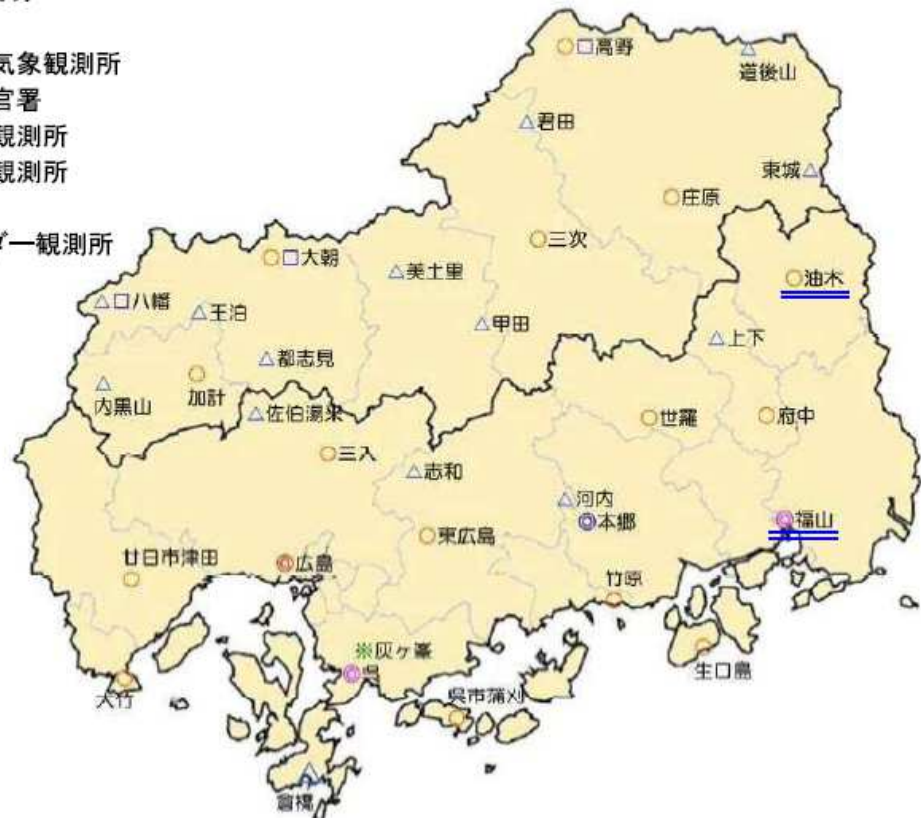 気象観測所
官署
観測所
観測所
ダー観測所
高野
道後山
君田
東城
庄原
三次
大朝
美土里
油木
八幡
王泊
甲田
上下
都志見
内黒山
加計
佐伯湯来
世羅
府中
三入
志和
河内
本郷
福山
東広島
廿日市津田
広島
竹原
※灰ヶ峯
呉
生口島
大竹
呉市蒲刈
倉橋